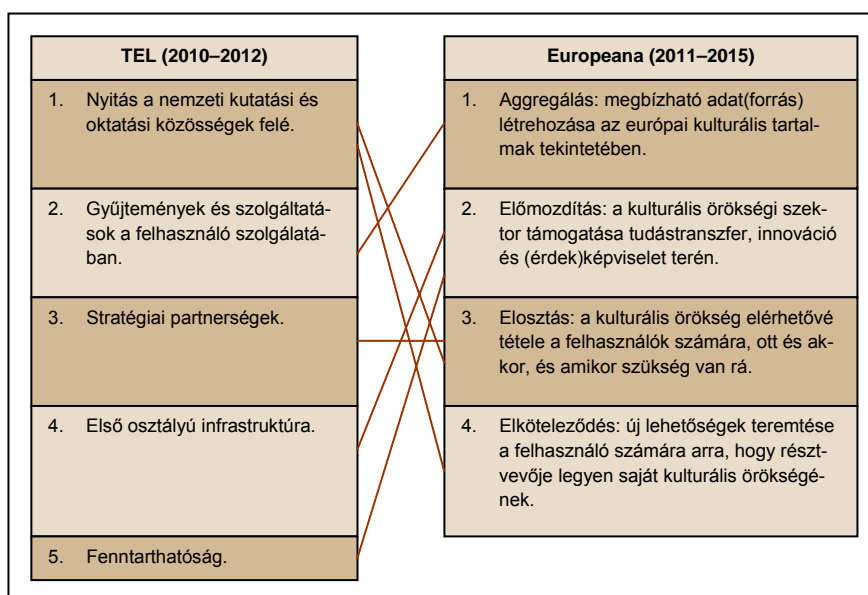 TEL (2010–2012)
1. Nyitás a nemzeti kutatási és
oktatási közösségek felé.
2. Gyűjtemények és szolgáltatá-
sok a felhasználó szolgálatá-
ban.
3. Stratégiai partnerségek.
4. Első osztályú infrastruktúra.
5. Fenntarthatóság.
Europeana (2011–2015)
1. Aggregálás: megbízható adat(forrás)
létrehozása az európai kulturális tartal-
mak tekintetében.
2. Előmozdítás: a kulturális örökségi szek-
tor támogatása tudástranszfer, innováció
és (érdek)képviselet terén.
3. Elosztás: a kulturális örökség elérhetővé
tétele a felhasználók számára, ott és ak-
kor, és amikor szükség van rá.
4. Elköteleződés: új lehetőségek teremtése
a felhasználó számára arra, hogy részt-
vevője legyen saját kulturális örökségé-
nek.